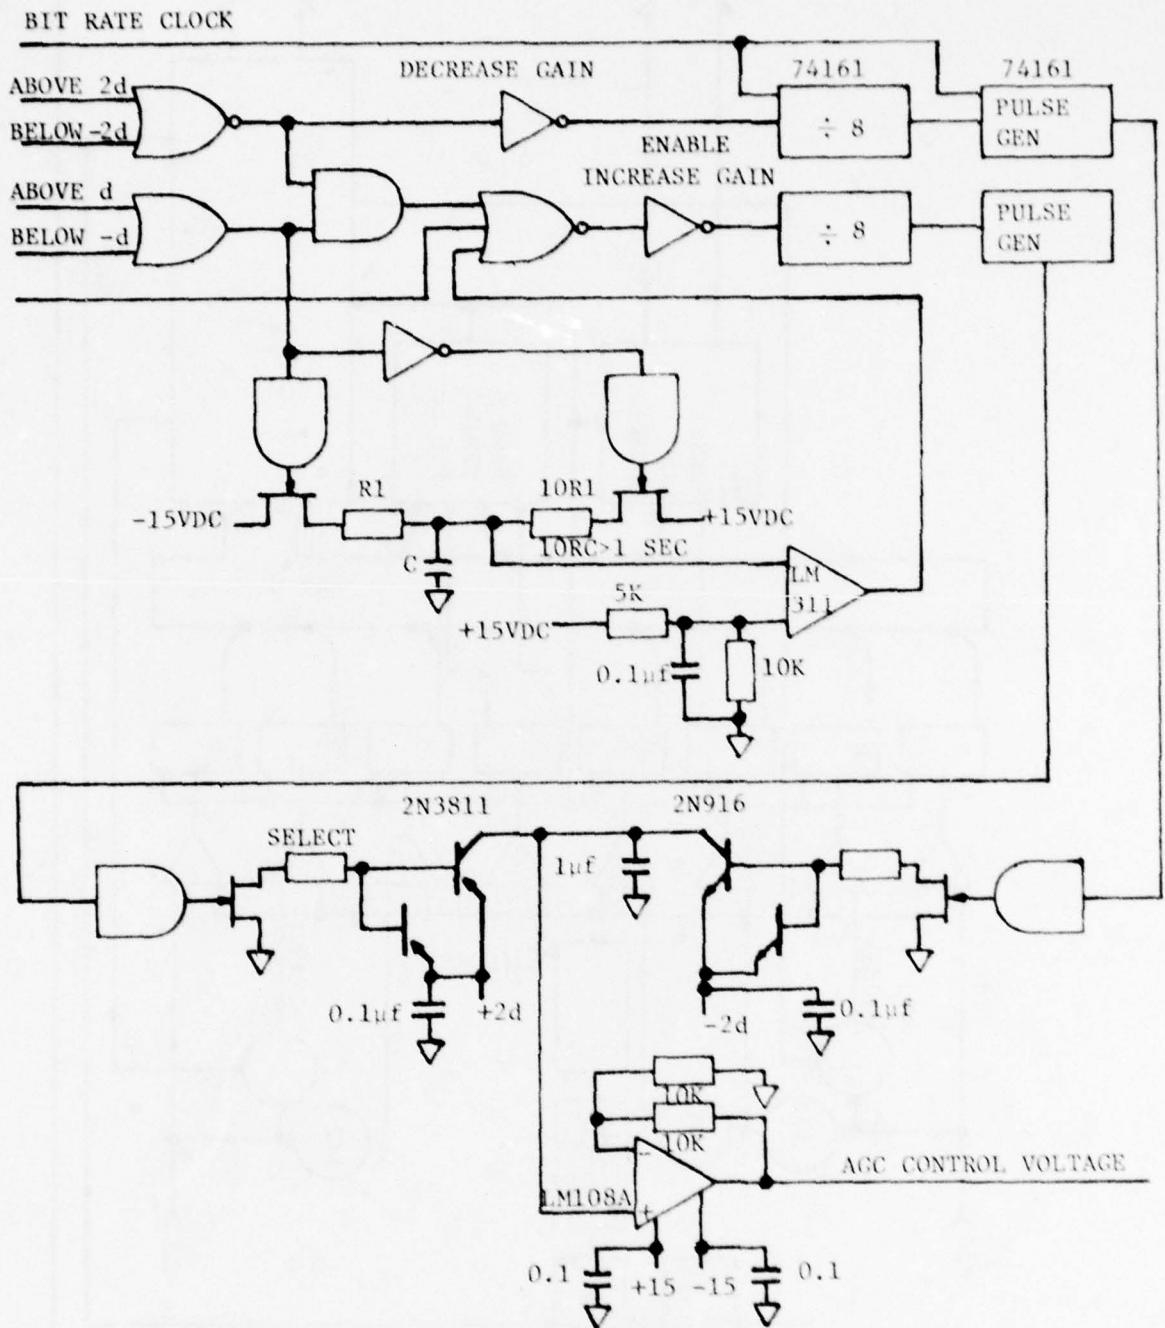 BIT RATE CLOCK
DECREASE GAIN
74161
74161
ABOVE 2d
BELOW -2d
÷ 8
PULSE
GEN
ENABLE
INCREASE GAIN
ABOVE d
BELOW -d
÷ 8
PULSE
GEN
R1
10R1
-15VDC
+15VDC
10RC>1 SEC
C
LM
311
5K
+15VDC
0.1µf
10K
2N3811
2N916
SELECT
1µf
0.1µf
+2d
-2d
0.1µf
10K
10K
-
AGC CONTROL VOLTAGE
LM108A
+
0.1
+15
-15
0.1